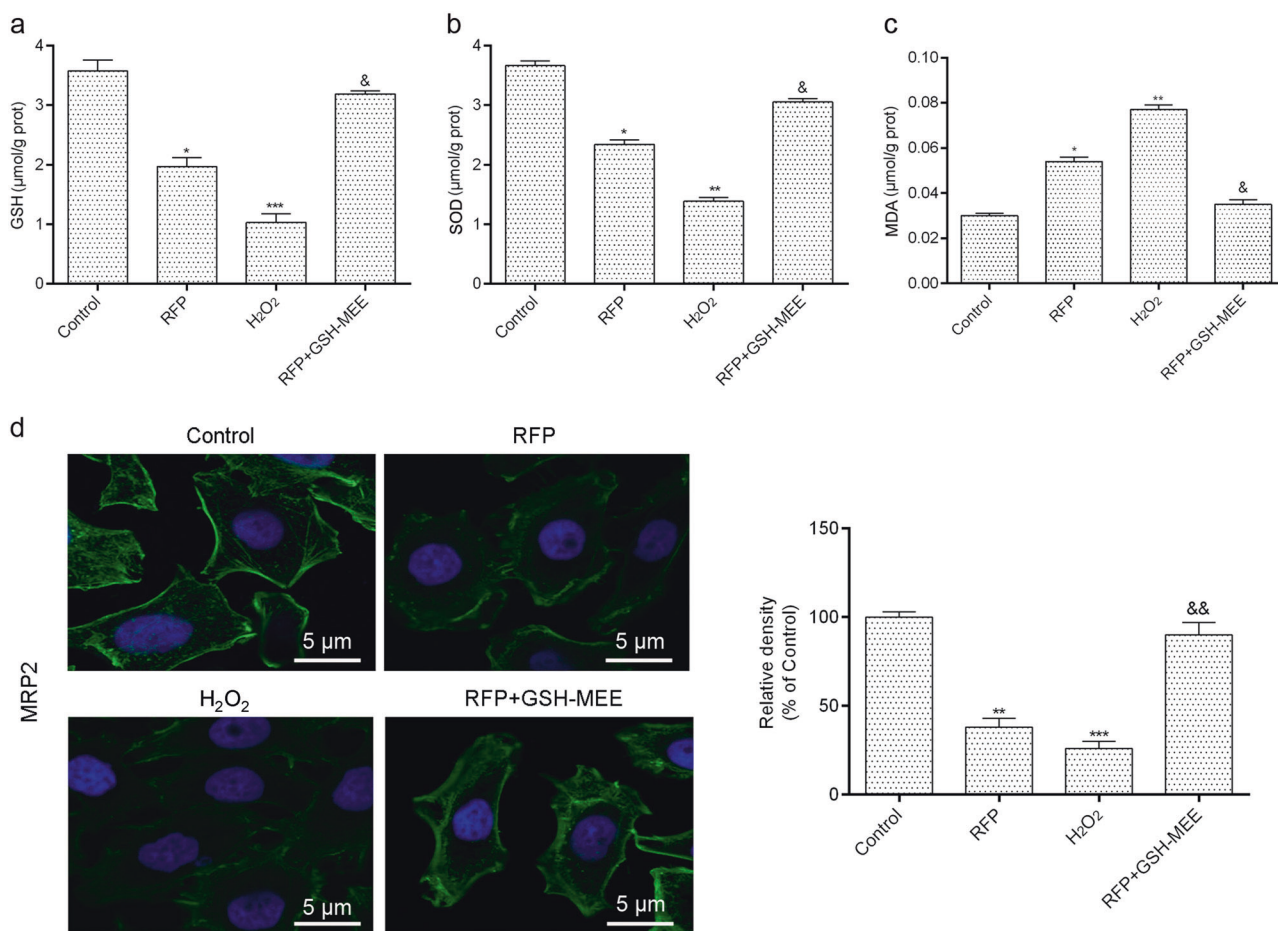 a
GSH (µmol/g prot)
4
3
2
1
0
*
***
&
Control
RFP
H₂O₂
RFP+GSH-MEE
b
SOD (µmol/g prot)
4
3
2
1
0
*
**
&
Control
RFP
H₂O₂
RFP+GSH-MEE
c
MDA (µmol/g prot)
0.10
0.08
0.06
0.04
0.02
0.00
*
**
&
Control
RFP
H₂O₂
RFP+GSH-MEE
d
MRP2
Control
5 µm
RFP
5 µm
H₂O₂
5 µm
RFP+GSH-MEE
5 µm
Relative density
(% of Control)
150
100
50
0
**
***
&&
Control
RFP
H₂O₂
RFP+GSH-MEE